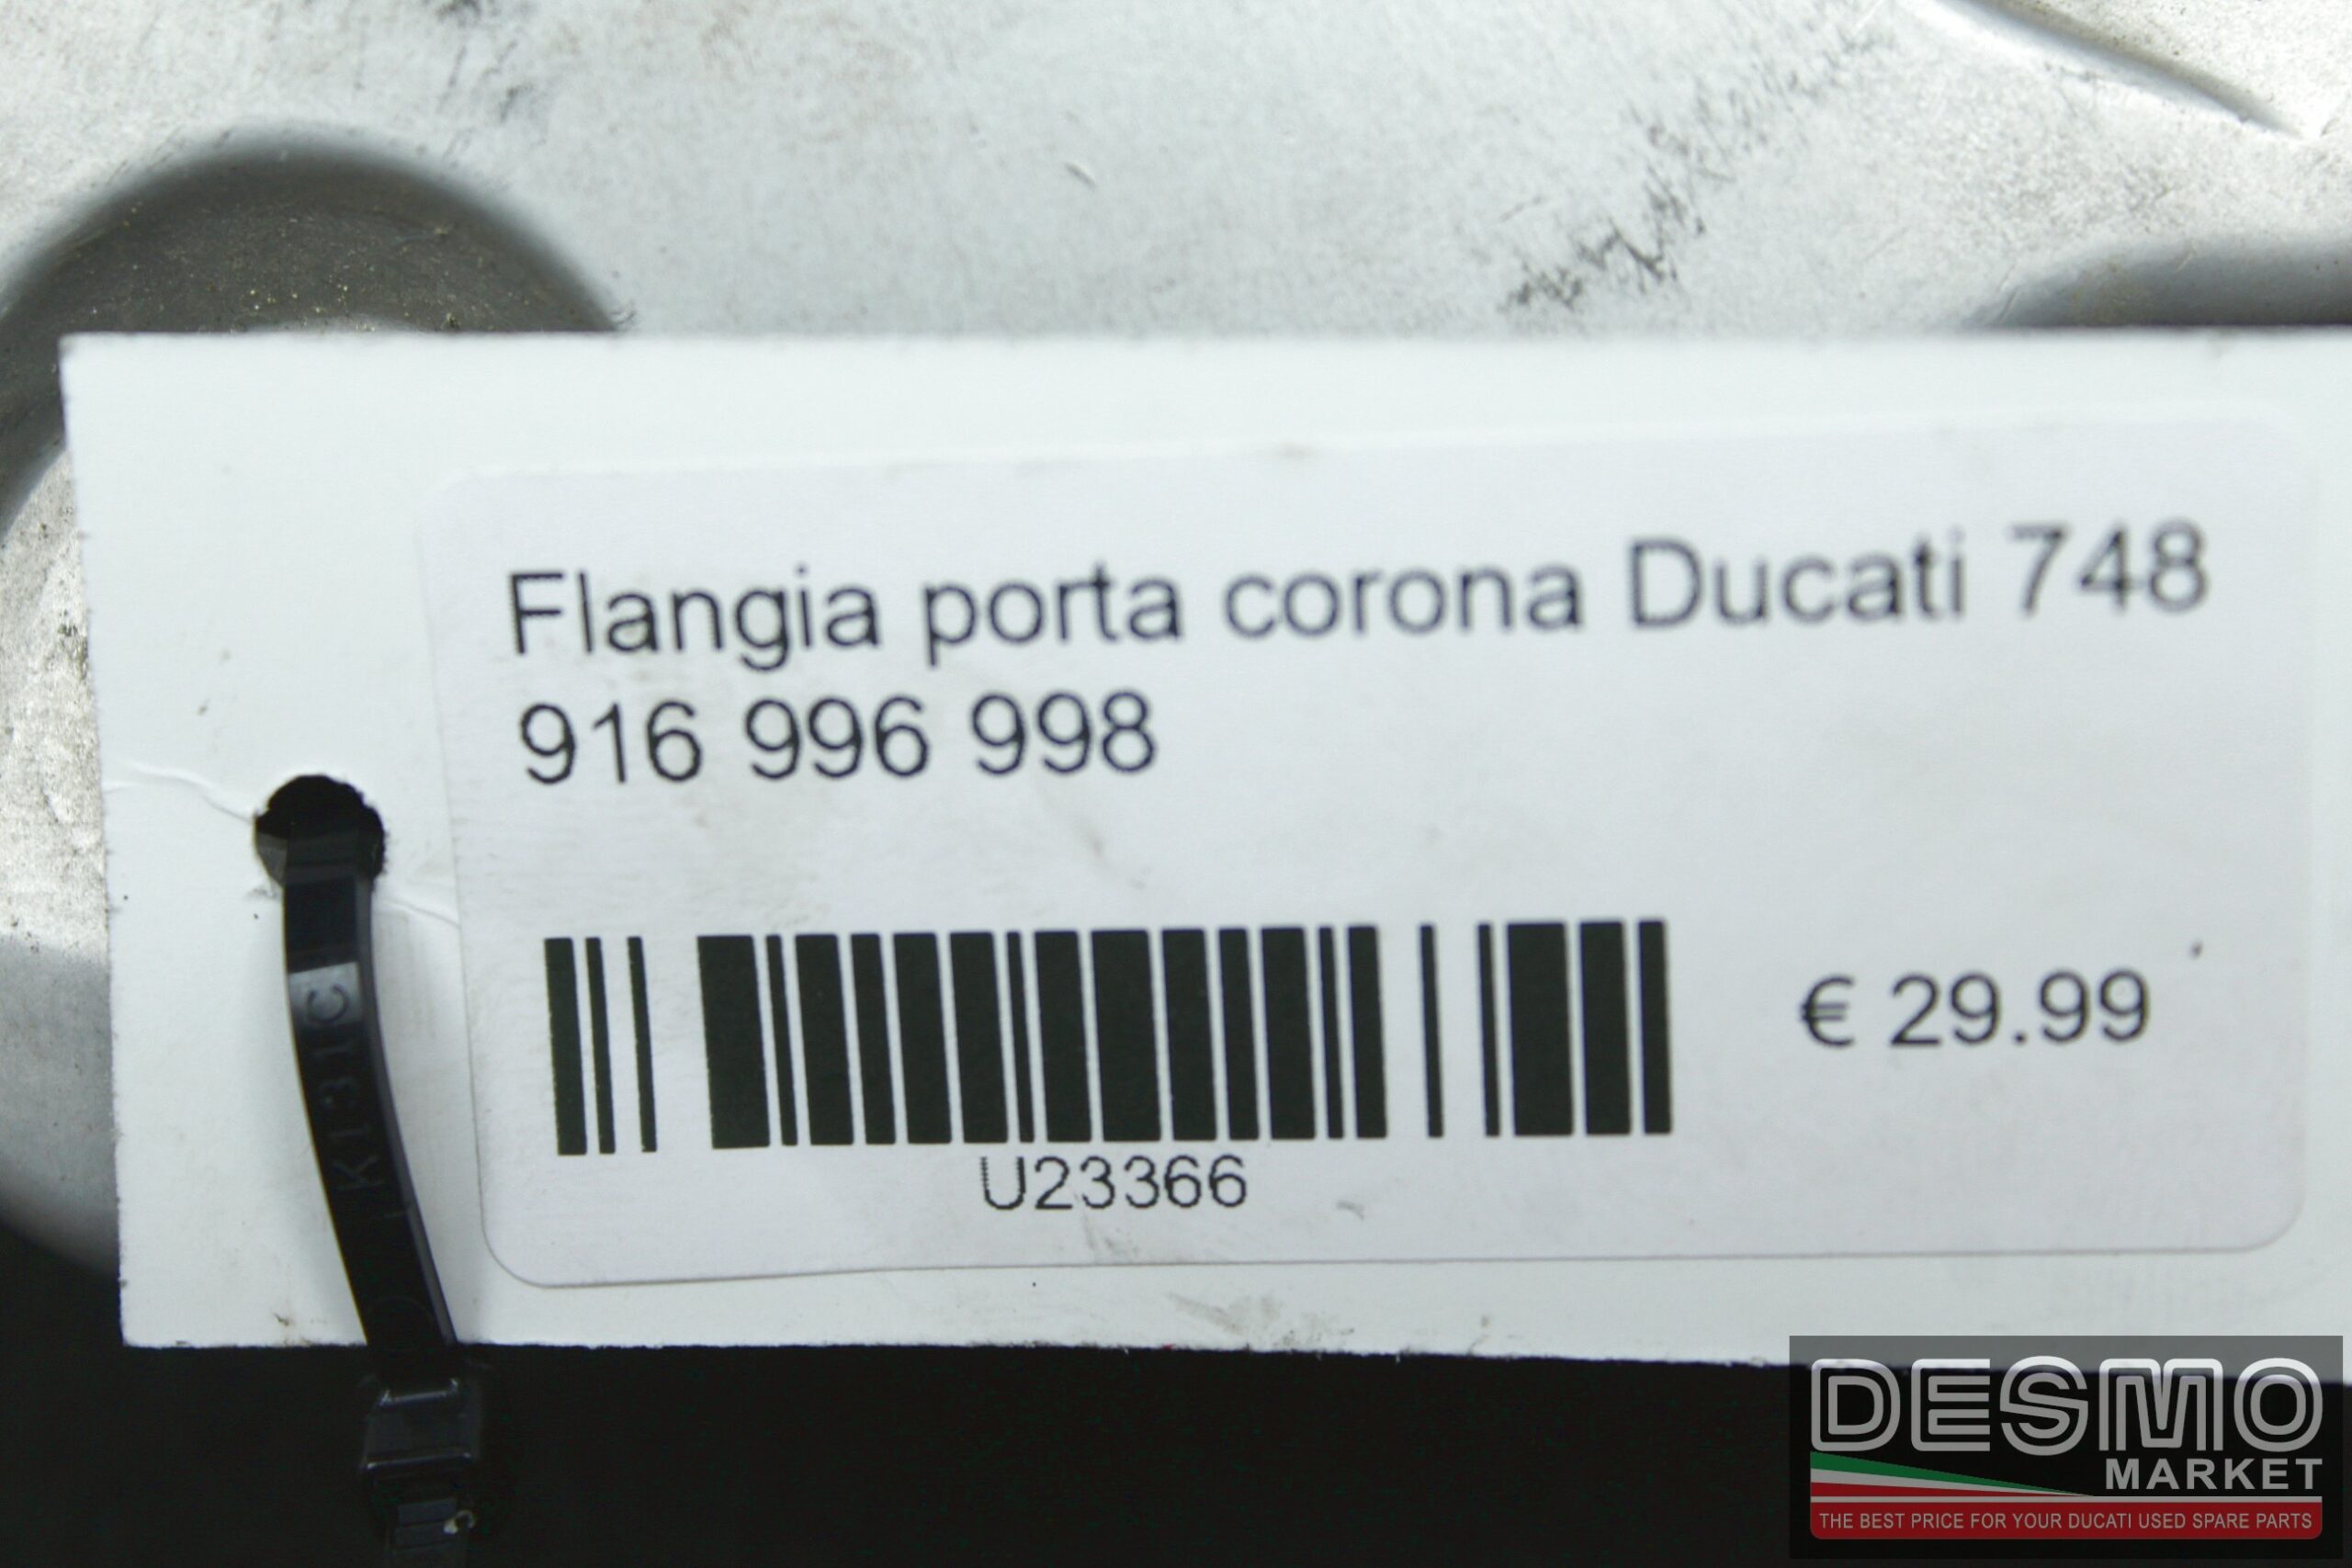 Flangia porta corona Ducati 748
916 996 998
€ 29.99
U23366
K131C
DESMO
MARKET
THE BEST PRICE FOR YOUR DUCATI USED SPARE PARTS